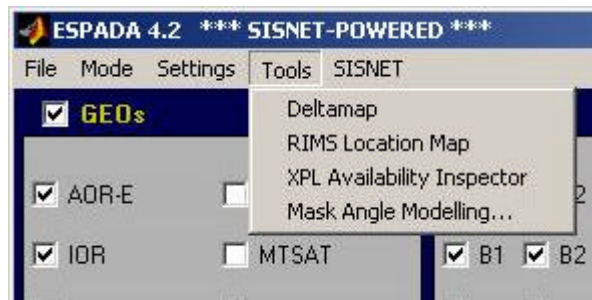 ESPADA 4.2 *** SISNET-POWERED ***
File Mode Settings Tools SISNET
GEOs
Deltamap
RIMS Location Map
XPL Availability Inspector
Mask Angle Modelling...
AOR-E 2
IOR MTSAT B1 B2